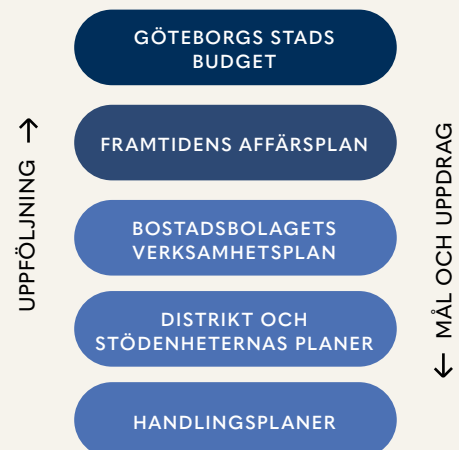 GÖTEBORGS STADS
BUDGET
FRAMTIDENS AFFÄRSPLAN
BOSTADSBOLAGETS
VERKSAMHETSPLAN
DISTRIKT OCH
STÖDENHETERNAS PLANER
HANDLINGSPLANER
UPPFÖLJNING →
← MÅL OCH UPPDRAG